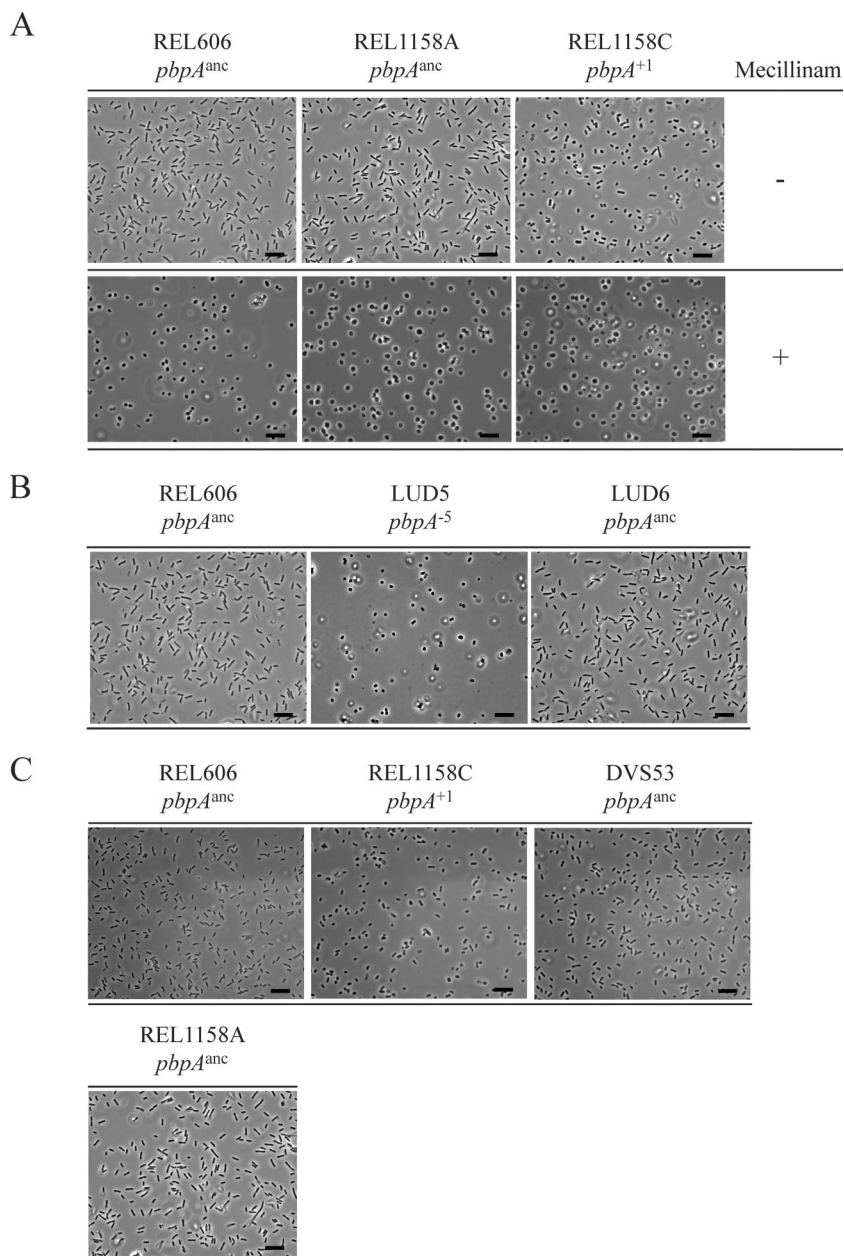 A
REL606
pbpA^anc
REL1158A
pbpA^anc
REL1158C
pbpA^+1
Mecillinam
-
+
B
REL606
pbpA^anc
LUD5
pbpA^-5
LUD6
pbpA^anc
C
REL606
pbpA^anc
REL1158C
pbpA^+1
DVS53
pbpA^anc
REL1158A
pbpA^anc